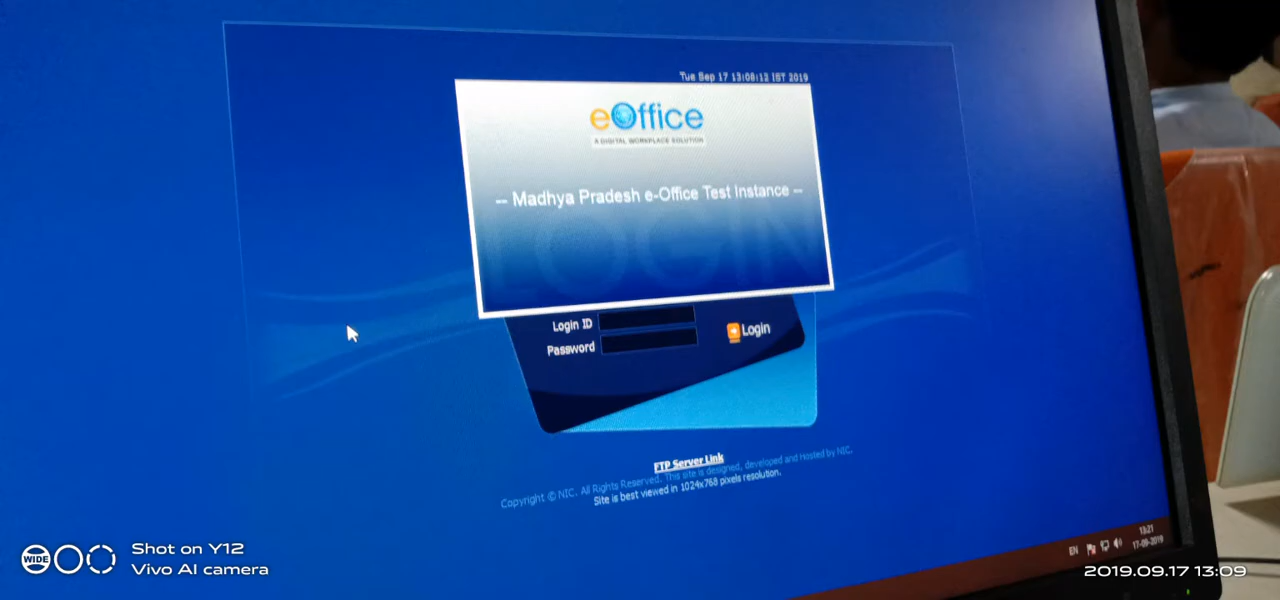 Tue Sep 17 13:08:12 IST 2019
eOffice
A DIGITAL WORKPLACE SOLUTION
-- Madhya Pradesh e-Office Test Instance --
LOGIN
Login ID
Password
Login
FTP Server Link
Copyright © NIC. All Rights Reserved. This site is designed, developed and Hosted by NIC.
Site is best viewed in 1024x768 pixels resolution.
EN
13:21
17-09-2019
WIDE
Shot on Y12
Vivo AI camera
2019.09.17 13:09